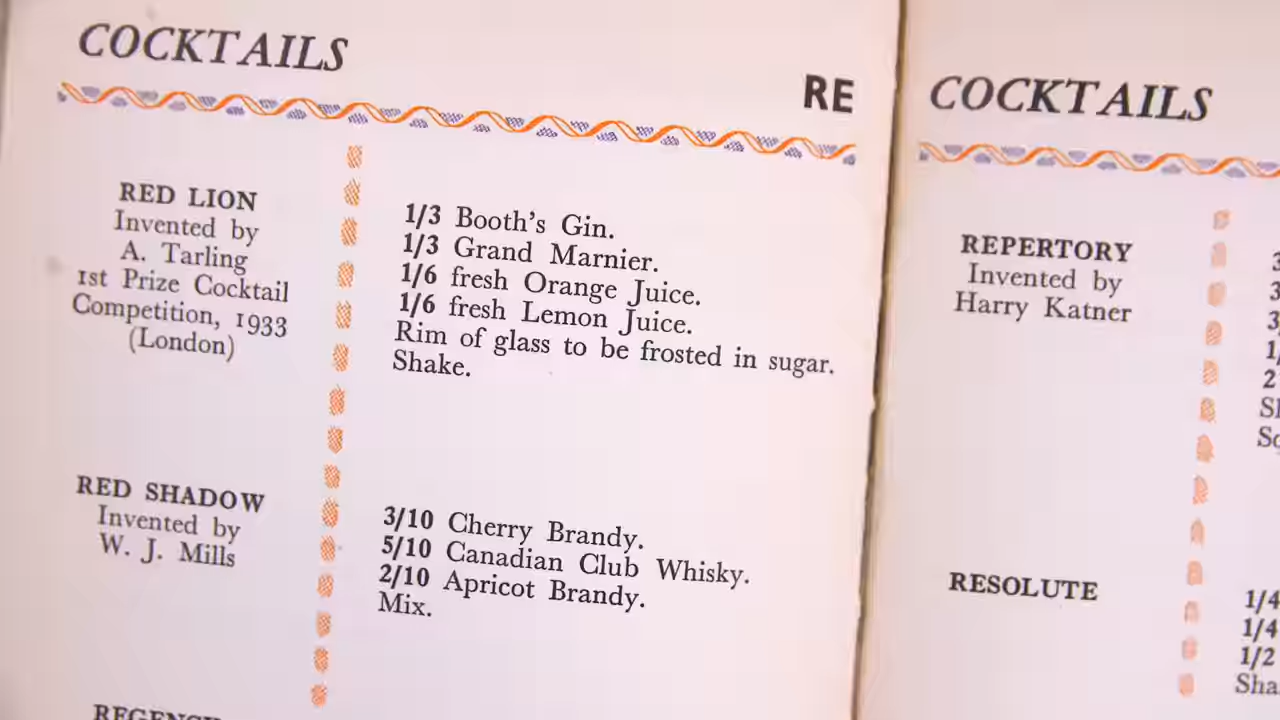 COCKTAILS
RE
RED LION
Invented by
A. Tarling
1st Prize Cocktail
Competition, 1933
(London)
1/3 Booth's Gin.
1/3 Grand Marnier.
1/6 fresh Orange Juice.
1/6 fresh Lemon Juice.
Rim of glass to be frosted in sugar.
Shake.
RED SHADOW
Invented by
W. J. Mills
3/10 Cherry Brandy.
5/10 Canadian Club Whisky.
2/10 Apricot Brandy.
Mix.
COCKTAILS
REPERTORY
Invented by
Harry Katner
RESOLUTE
1/4
1/4
1/2